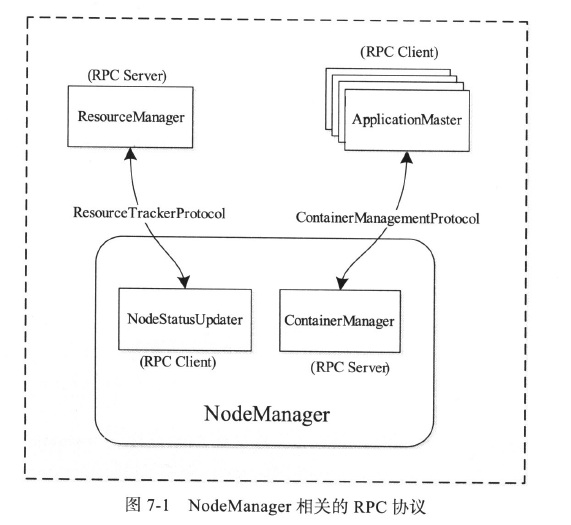 (RPC Server)
ResourceManager
(RPC Client)
ApplicationMaster
ResourceTrackerProtocol
ContainerManagementProtocol
NodeStatusUpdater
(RPC Client)
ContainerManager
(RPC Server)
NodeManager
图 7-1 NodeManager 相关的 RPC 协议